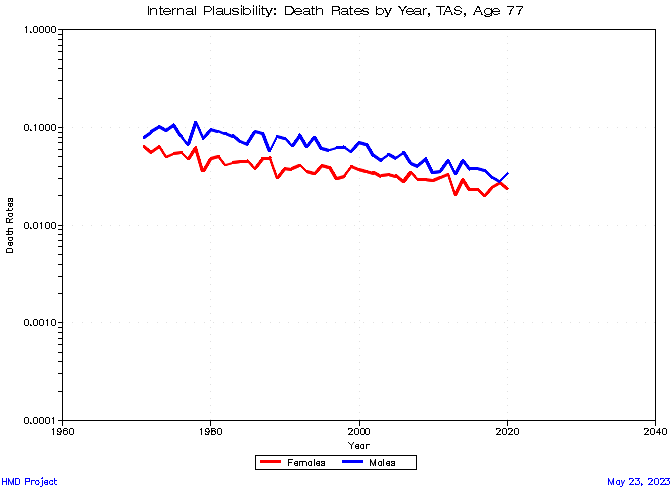 Internal Plausibility: Death Rates by Year, TAS, Age 77
1.0000
0.1000
0.0100
0.0010
0.0001
Death Rates
1960
1980
2000
2020
2040
Year
Females
Males
HMD Project
May 23, 2023